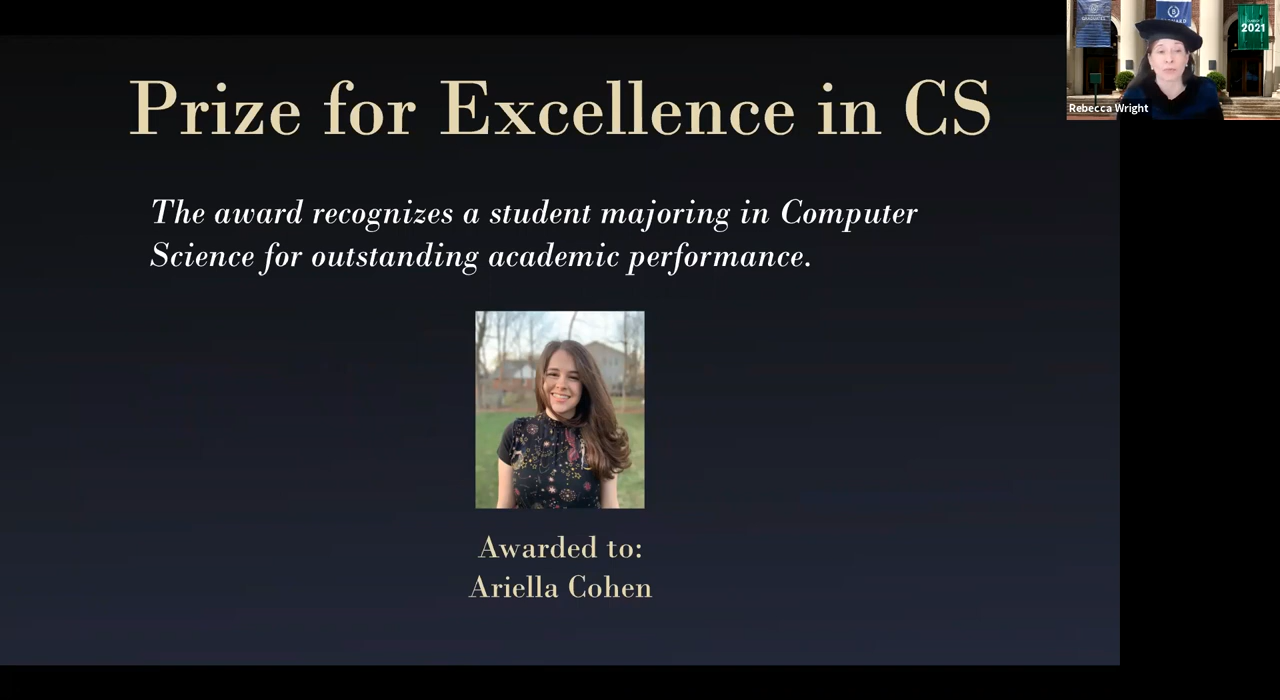 Prize for Excellence in CS
The award recognizes a student majoring in Computer
Science for outstanding academic performance.
Awarded to:
Ariella Cohen
2021
Rebecca Wright